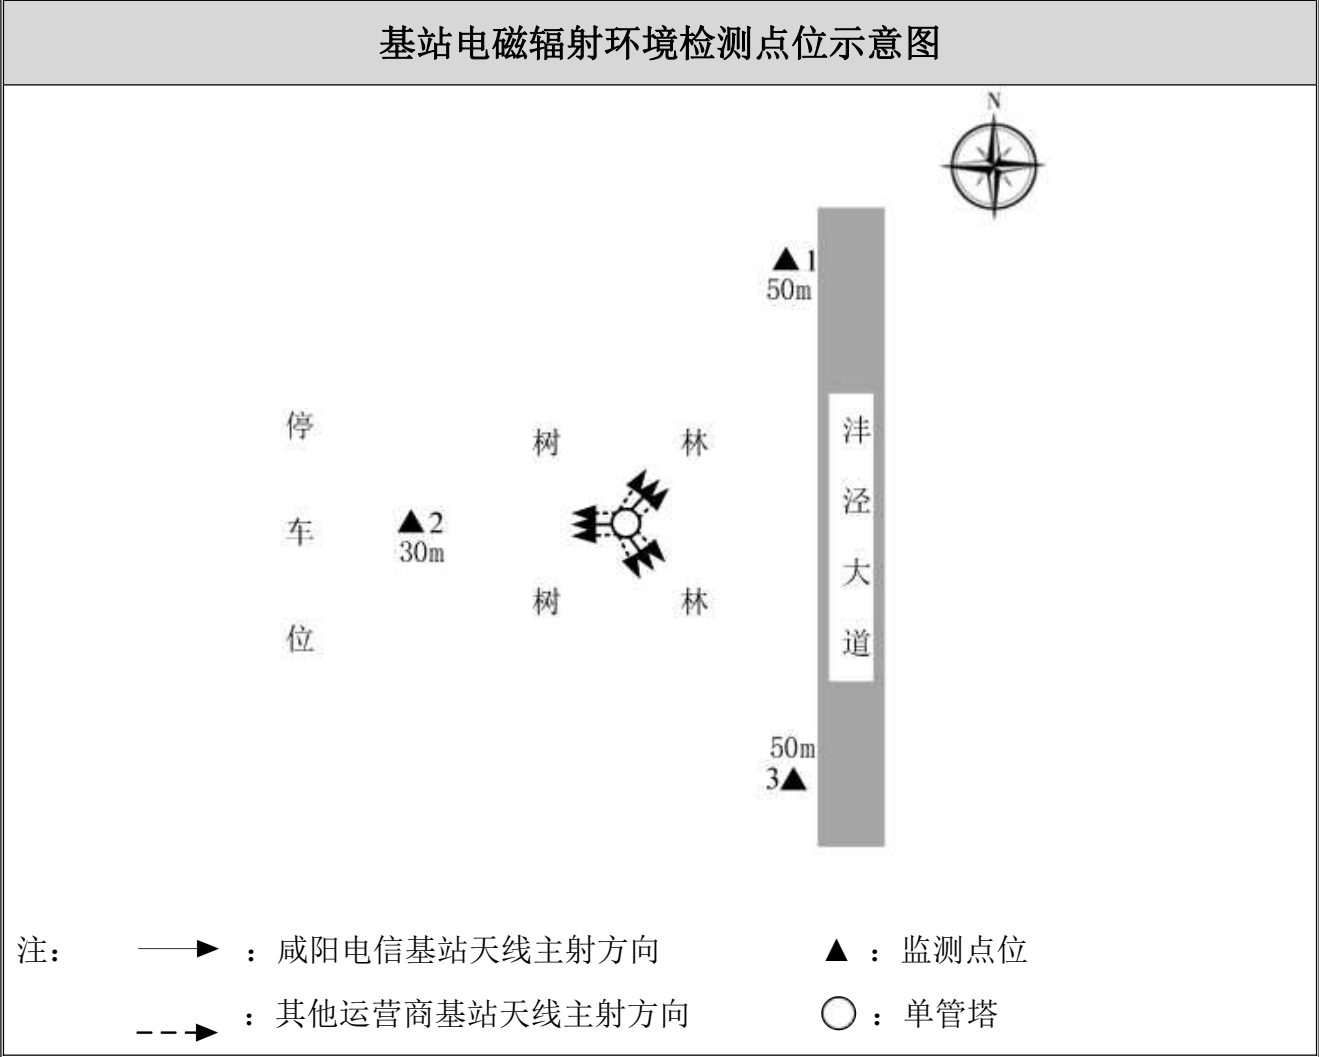 基站电磁辐射环境检测点位示意图
N
▲1
50m
停车位
树 林
▲2
30m
树 林
沣泾大道
50m
3▲
注：
：咸阳电信基站天线主射方向
▲：监测点位
：其他运营商基站天线主射方向
：单管塔